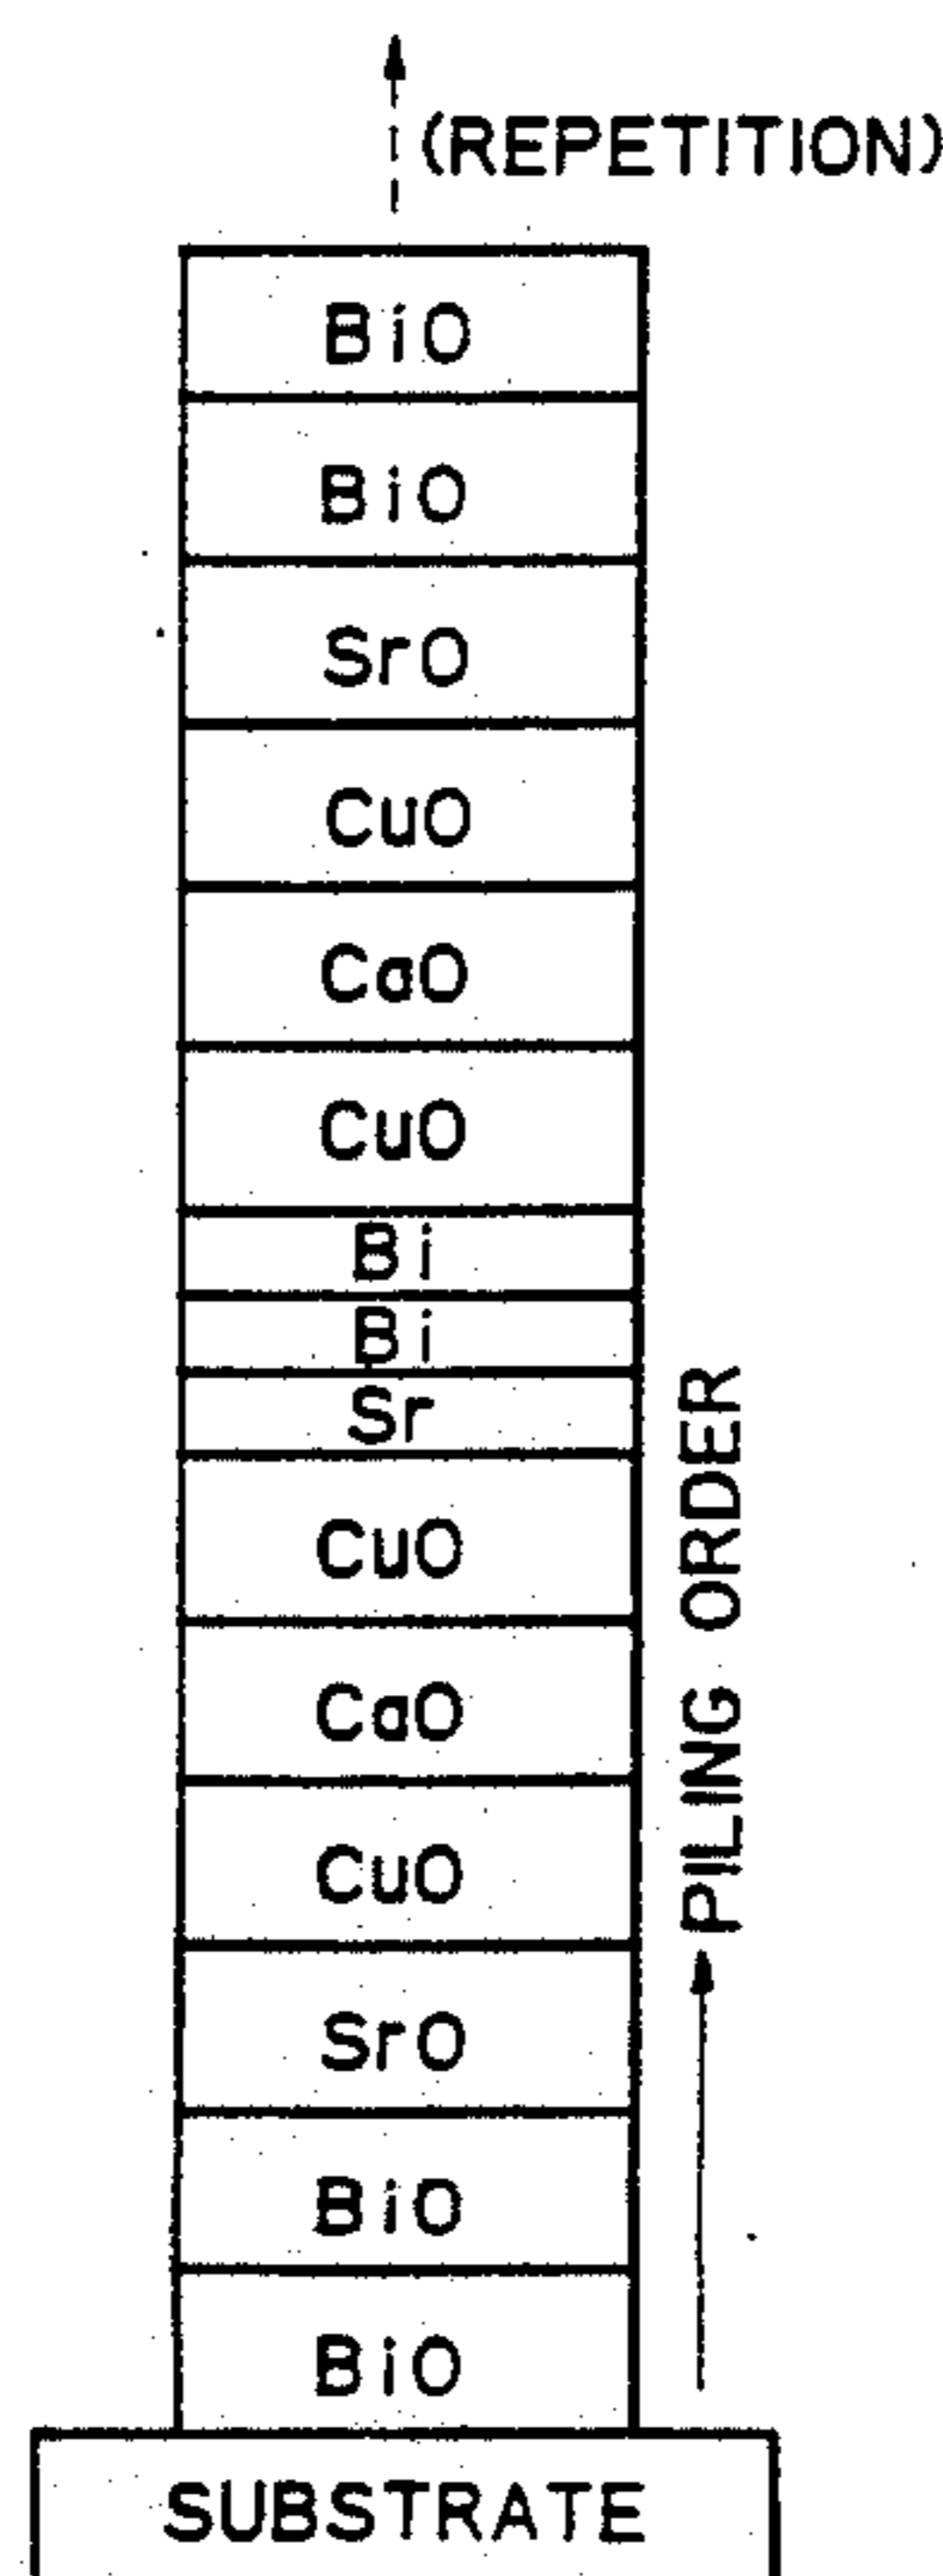 (REPETITION)
BiO
BiO
SrO
CuO
CaO
CuO
Bi
Bi
Sr
CuO
CaO
CuO
SrO
BiO
BiO
PILING ORDER
SUBSTRATE